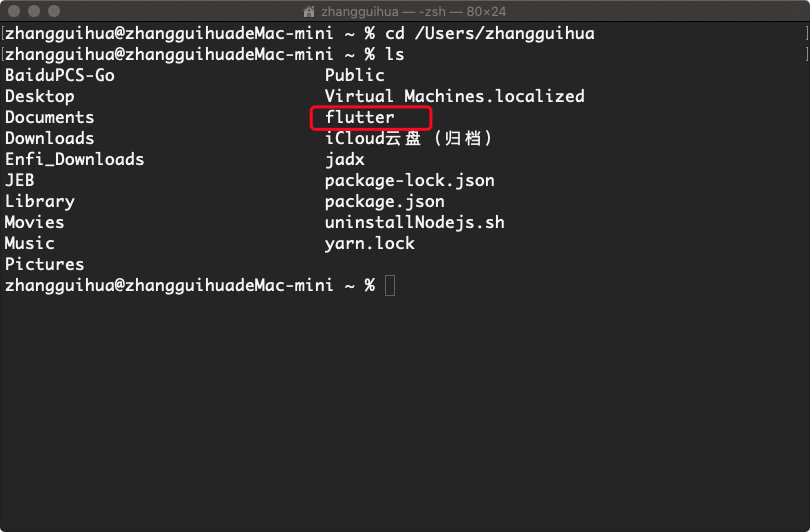 zhangguihua — -zsh — 80×24
[zhangguihua@zhangguihuadeMac-mini ~ % cd /Users/zhangguihua ]
[zhangguihua@zhangguihuadeMac-mini ~ % ls ]
BaiduPCS-Go Public
Desktop Virtual Machines.localized
Documents flutter
Downloads iCloud云盘（归档）
Enfi_Downloads jadx
JEB package-lock.json
Library package.json
Movies uninstallNodejs.sh
Music yarn.lock
Pictures
zhangguihua@zhangguihuadeMac-mini ~ %